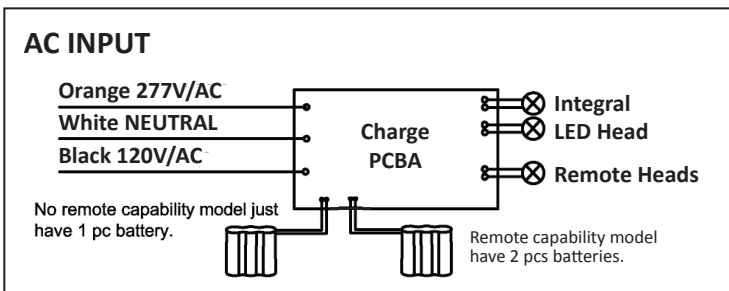 AC INPUT
Orange 277V/AC
White NEUTRAL
Black 120V/AC
Charge
PCBA
Integral
LED Head
Remote Heads
No remote capability model just
have 1 pc battery.
Remote capability model
have 2 pcs batteries.